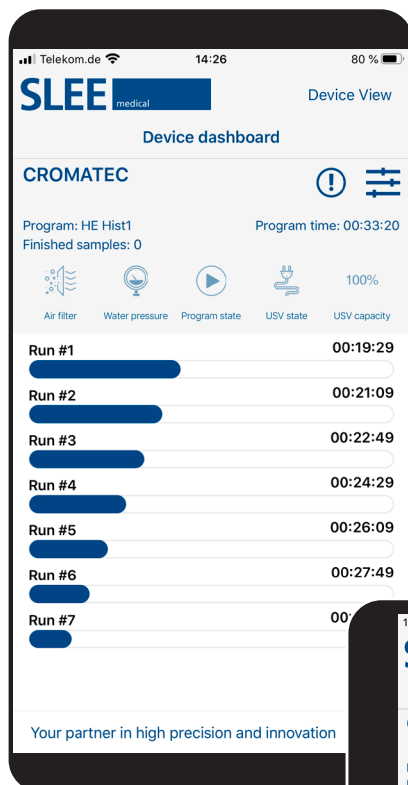 Telekom.de 14:26 80 %
SLEE medical Device View
Device dashboard
CROMATEC
Program: HE Hist1 Program time: 00:33:20
Finished samples: 0
100%
Air filter Water pressure Program state USV state USV capacity
Run #1 00:19:29
Run #2 00:21:09
Run #3 00:22:49
Run #4 00:24:29
Run #5 00:26:09
Run #6 00:27:49
Run #7 00:
Your partner in high precision and innovation